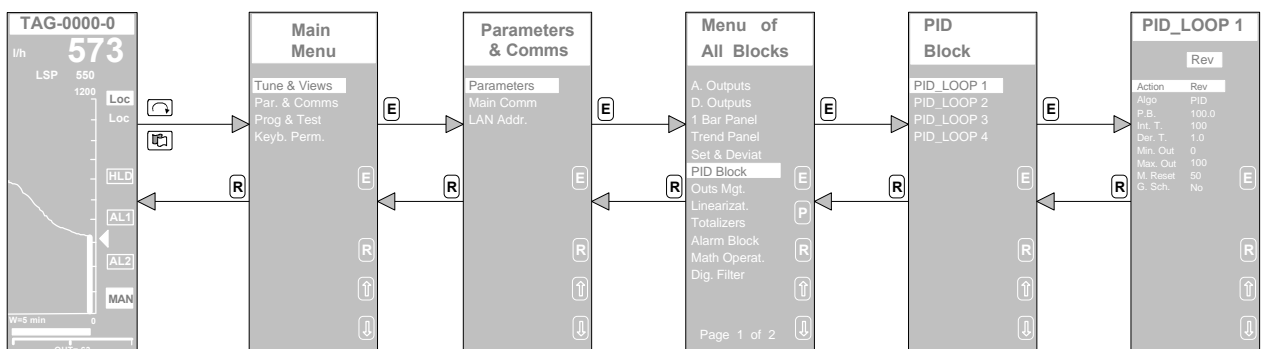 TAG-0000-0
l/h 573
LSP 550
1200
Loc
Loc
HLD
AL1
AL2
MAN
W=5 min 0
R
Main
Menu
Tune & Views
Par. & Comms
Prog & Test
Keyb. Perm.
E
R
E
R
Parameters
& Comms
Parameters
Main Comm
LAN Addr.
E
R
E
R
Menu of
All Blocks
A. Outputs
D. Outputs
1 Bar Panel
Trend Panel
Set & Deviat
PID Block
Outs Mgt.
Linearizat.
Totalizers
Alarm Block
Math Operat.
Dig. Filter
Page 1 of 2
E
P
R
E
R
PID
Block
PID_LOOP 1
PID_LOOP 2
PID_LOOP 3
PID_LOOP 4
E
R
E
R
PID_LOOP 1
Rev
Action Rev
Algo PID
P.B. 100.0
Int. T. 100
Der. T. 1.0
Min. Out 0
Max. Out 100
M. Reset 50
G. Sch. No
E
R